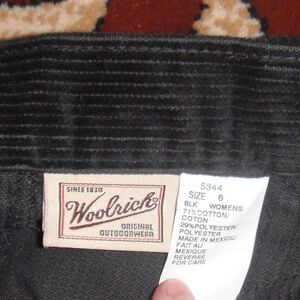 SINCE 1830
Woolrich
ORIGINAL
OUTDOORWEAR
5344
SIZE 6
BLK WOMENS
71%COTTON/
COTON
29%POLYESTER/
POLYESTER
MADE IN MEXICO/
FAIT AU
MEXIQUE
REVERSE
FOR CARE